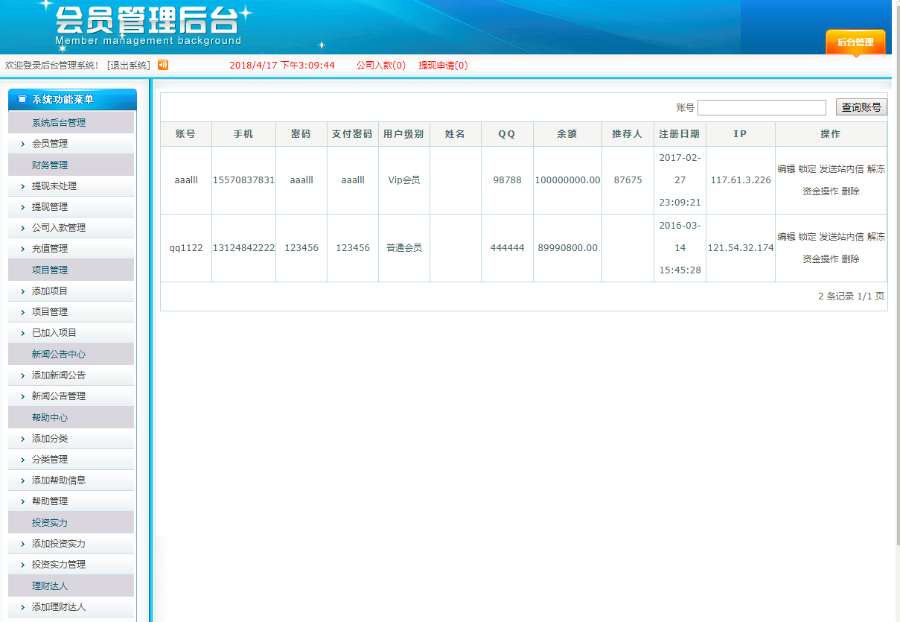 会员管理后台
Member management background
后台管理
欢迎登录后台管理系统! [退出系统] 2018/4/17 下午3:09:44 公司入款(0) 提现申请(0)
系统功能菜单
系统后台管理
会员管理
财务管理
提现未处理
提现管理
公司入款管理
充值管理
项目管理
添加项目
项目管理
已加入项目
新闻公告中心
添加新闻公告
新闻公告管理
帮助中心
添加分类
分类管理
添加帮助信息
帮助管理
投资实力
添加投资实力
投资实力管理
理财达人
添加理财达人
账号 查询账号
账号 手机 密码 支付密码 用户级别 姓名 QQ 余额 推荐人 注册日期 IP 操作
aaalll 15570837831 aaalll aaalll Vip会员 98788 100000000.00 87675 2017-02-27 23:09:21 117.61.3.226 编辑 锁定 发送站内信 解冻 资金操作 删除
qq1122 13124842222 123456 123456 普通会员 444444 89990800.00 2016-03-14 15:45:28 121.54.32.174 编辑 锁定 发送站内信 解冻 资金操作 删除
2 条记录 1/1 页